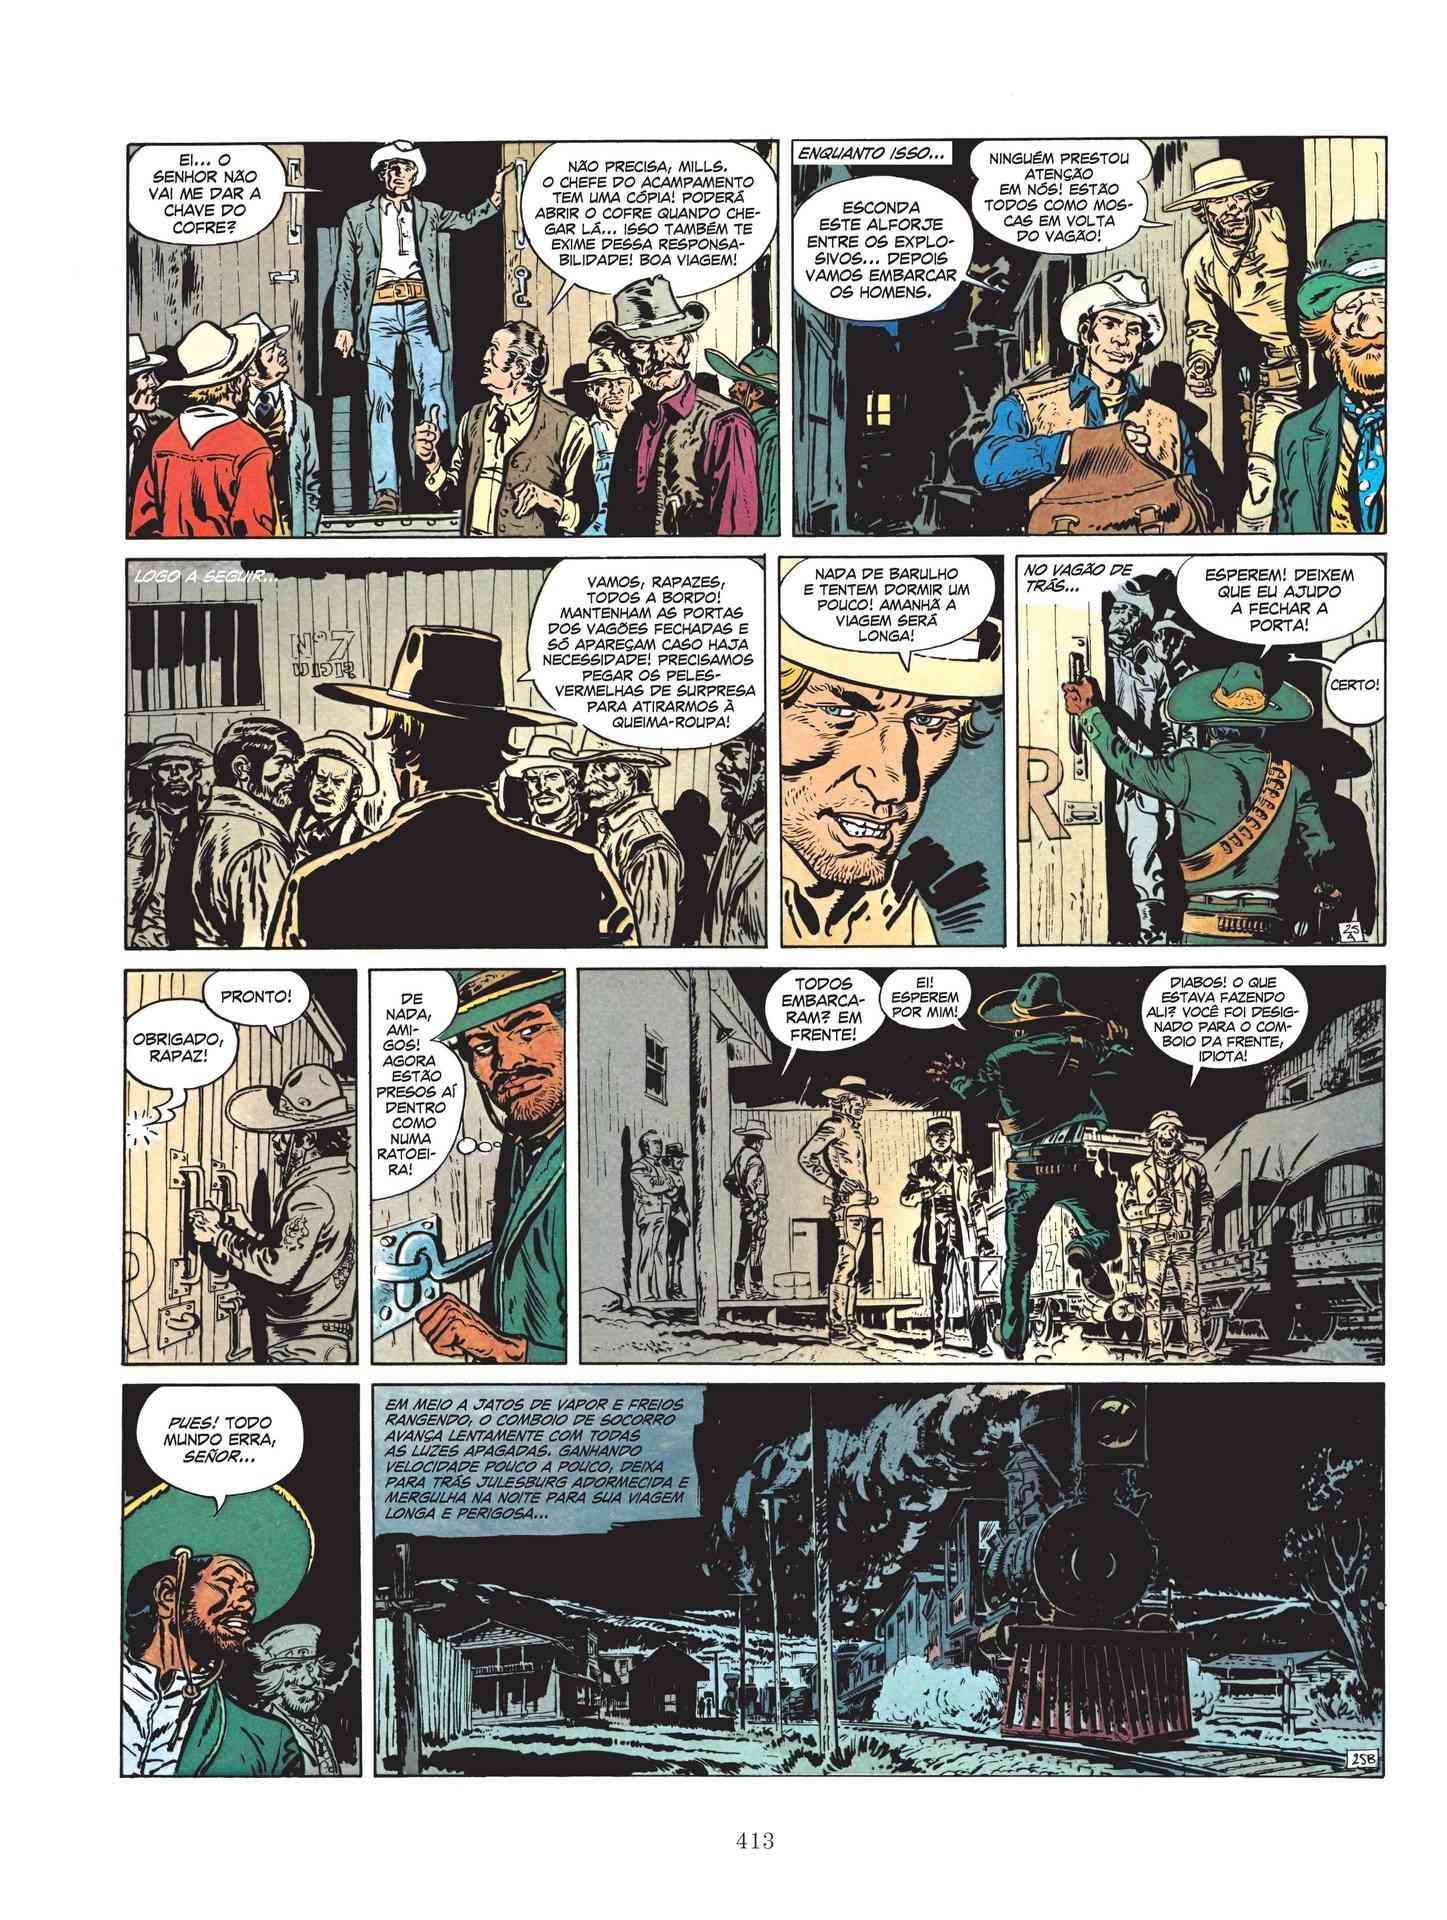 EI... O
SENHOR NÃO
VAI ME DAR A
CHAVE DO
COFRE?
NÃO PRECISA, MILLS.
O CHEFE DO ACAMPAMENTO
TEM UMA CÓPIA! PODERÁ
ABRIR O COFRE QUANDO CHE-
GAR LÁ... ISSO TAMBÉM TE
EXIME DESSA RESPONSA-
BILIDADE! BOA VIAGEM!
ENQUANTO ISSO...
ESCONDA
ESTE ALFORJE
ENTRE OS EXPLO-
SIVOS... DEPOIS
VAMOS EMBARCAR
OS HOMENS.
NINGUÉM PRESTOU
ATENÇÃO
EM NÓS! ESTÃO
TODOS COMO MOS-
CAS EM VOLTA
DO VAGÃO!
LOGO A SEGUIR...
Nº7
VAMOS, RAPAZES,
TODOS A BORDO!
MANTENHAM AS PORTAS
DOS VAGÕES FECHADAS E
SÓ APAREÇAM CASO HAJA
NECESSIDADE! PRECISAMOS
PEGAR OS PELES-
VERMELHAS DE SURPRESA
PARA ATIRARMOS À
QUEIMA-ROUPA!
NADA DE BARULHO
E TENTEM DORMIR UM
POUCO! AMANHÃ A
VIAGEM SERÁ
LONGA!
NO VAGÃO DE
TRÁS...
ESPEREM! DEIXEM
QUE EU AJUDO
A FECHAR A
PORTA!
CERTO!
R
25
A
PRONTO!
OBRIGADO,
RAPAZ!
R
DE
NADA,
AMI-
GOS!
AGORA
ESTÃO
PRESOS AÍ
DENTRO
COMO
NUMA
RATOEI-
RA!
TODOS
EMBARCA-
RAM? EM
FRENTE!
EI!
ESPEREM
POR MIM!
DIABOS! O QUE
ESTAVA FAZENDO
ALI? VOCÊ FOI DESIG-
NADO PARA O COM-
BOIO DA FRENTE,
IDIOTA!
7
PUES! TODO
MUNDO ERRA,
SEÑOR...
EM MEIO A JATOS DE VAPOR E FREIOS
RANGENDO, O COMBOIO DE SOCORRO
AVANÇA LENTAMENTE COM TODAS
AS LUZES APAGADAS. GANHANDO
VELOCIDADE POUCO A POUCO, DEIXA
PARA TRÁS JULESBURG ADORMECIDA E
MERGULHA NA NOITE PARA SUA VIAGEM
LONGA E PERIGOSA...
25B
413